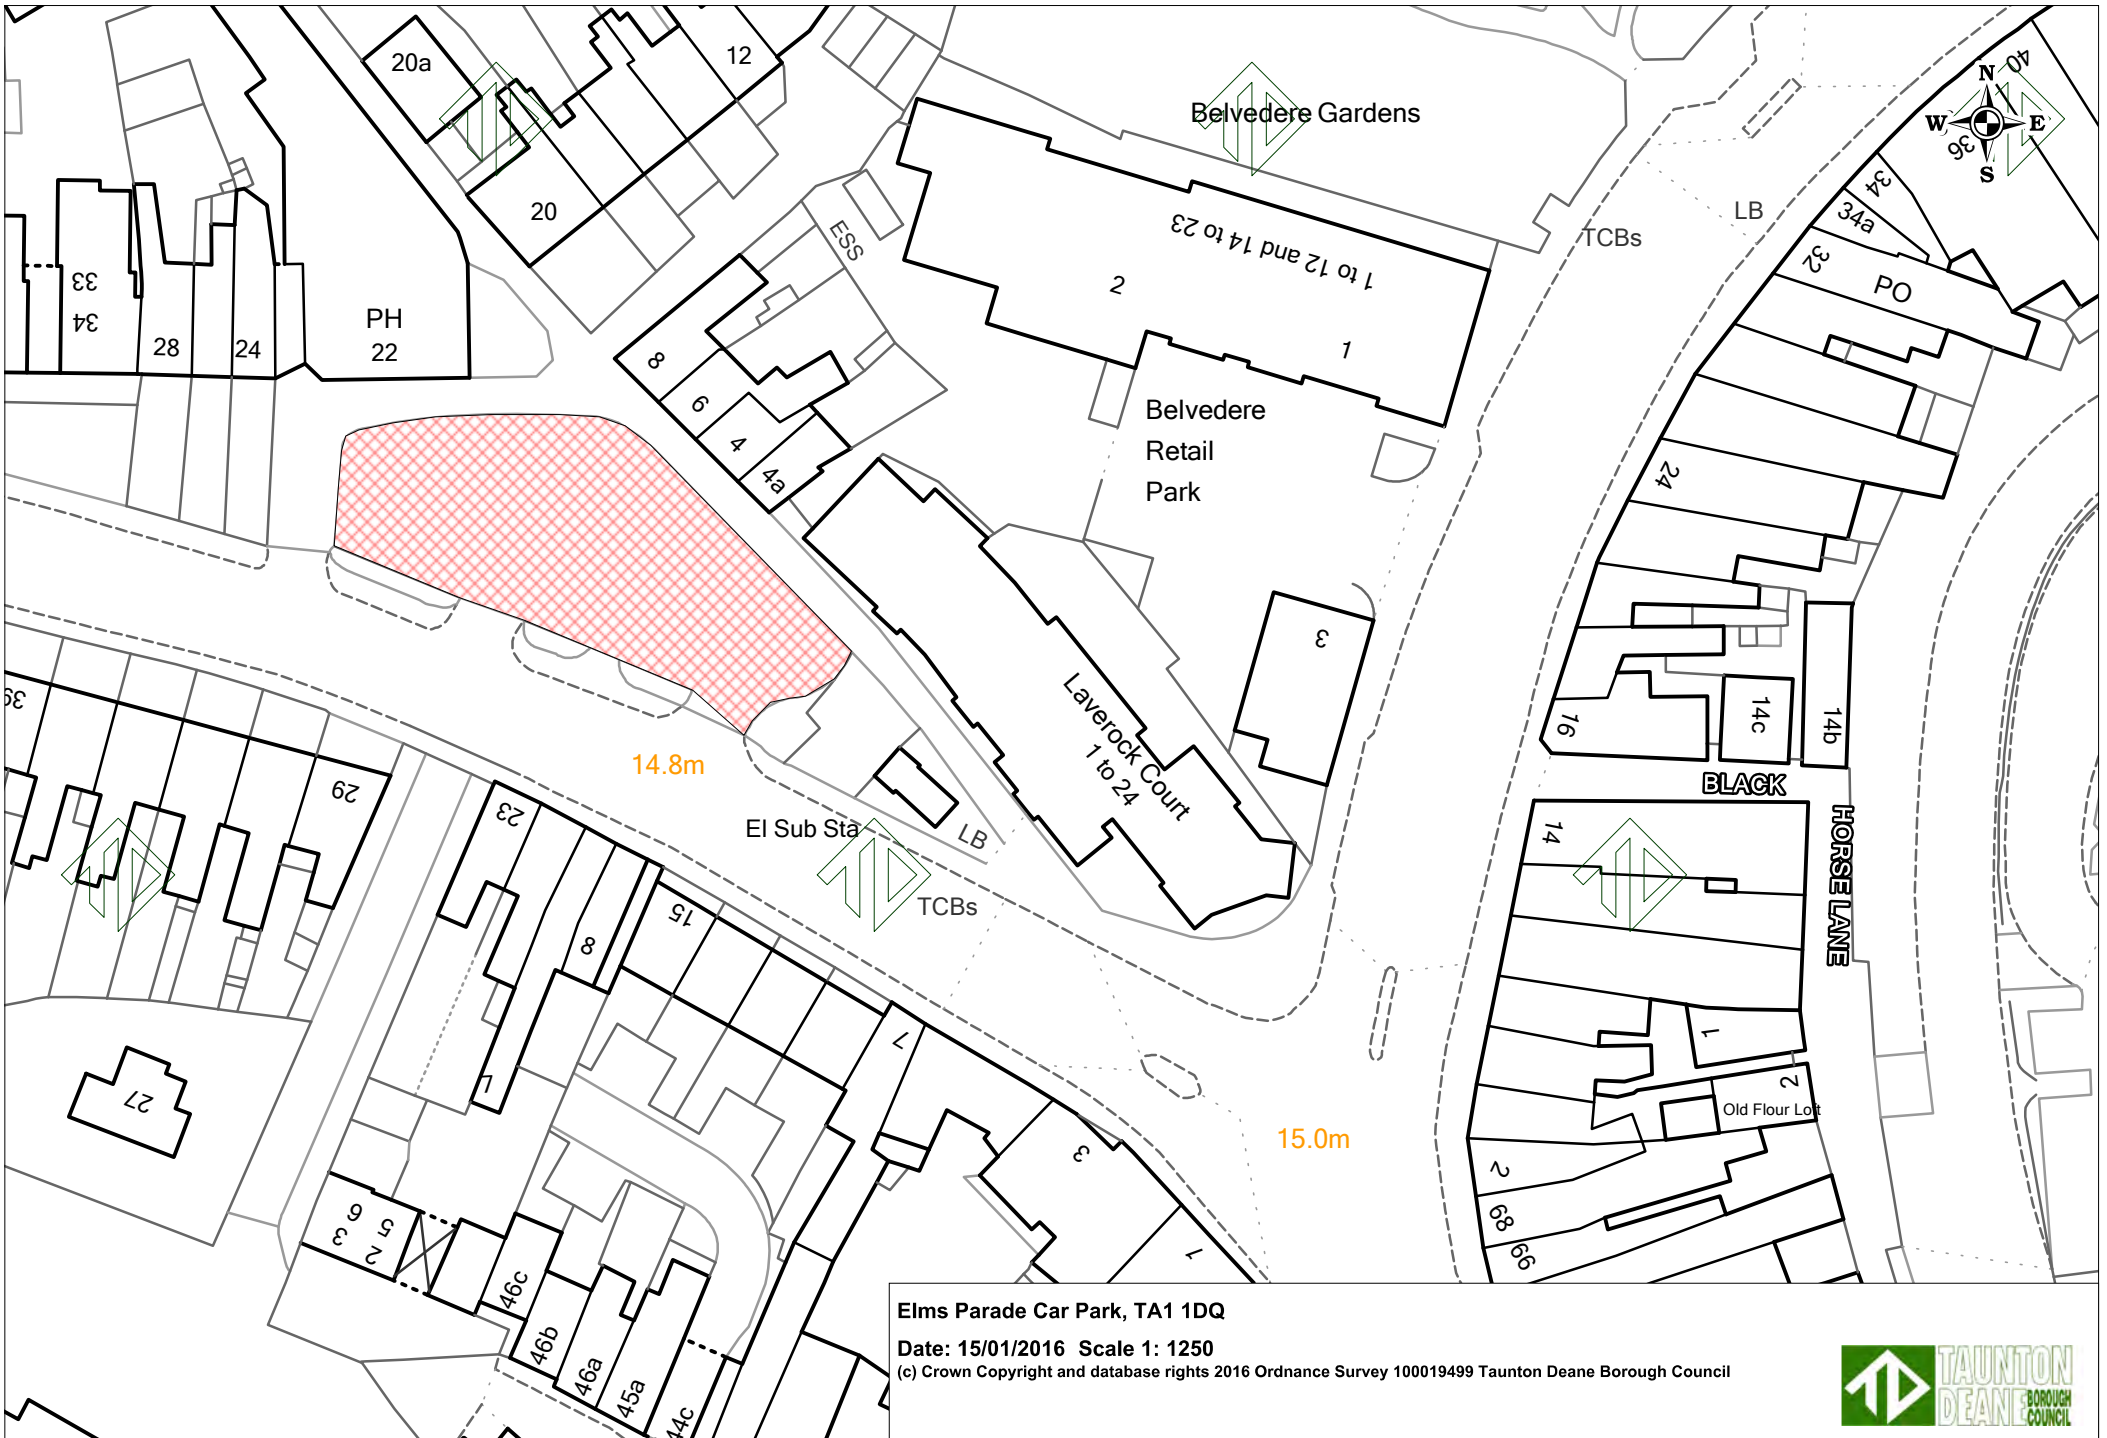 20a
12
20
Belvedere Gardens
N
W
E
S
40
36
34
34a
32
PO
LB
TCBs
ESS
1 to 12 and 14 to 23
2
1
33
34
28
24
PH
22
8
6
4
4a
Belvedere
Retail
Park
24
3
Laverock Court
1 to 24
16
14c
14b
BLACK
HORSE LANE
14
39
29
23
14.8m
El Sub Sta
LB
TCBs
8
15
7
27
7
1
2
Old Flour Loft
15.0m
3
1
2
68
66
6
5
3
2
46c
46b
46a
45a
44c
Elms Parade Car Park, TA1 1DQ
Date: 15/01/2016 Scale 1: 1250
(c) Crown Copyright and database rights 2016 Ordnance Survey 100019499 Taunton Deane Borough Council
TD
TAUNTON
DEANE
BOROUGH
COUNCIL